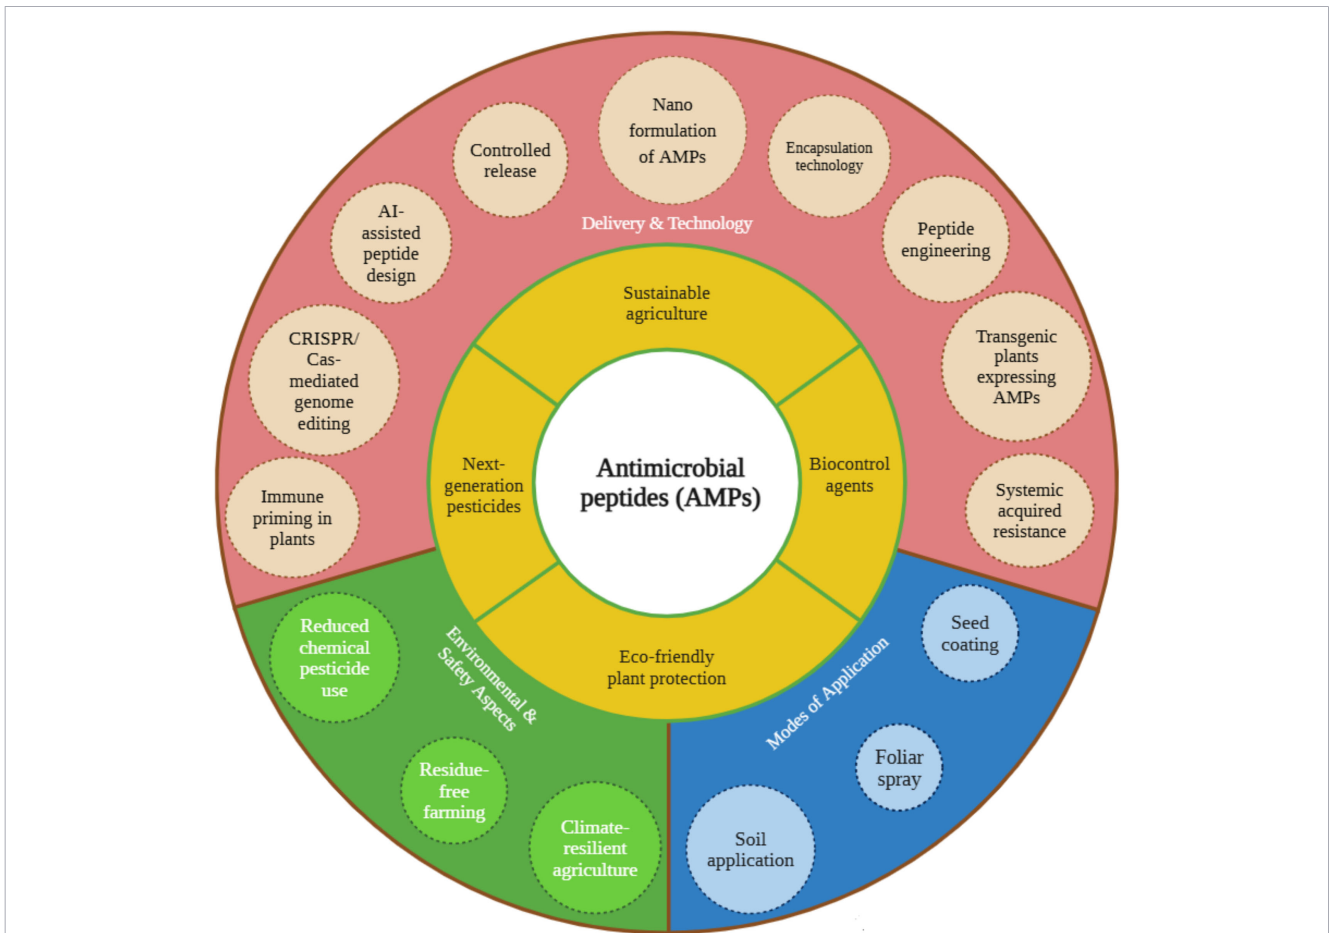 Nano
formulation
of AMPs
Controlled
release
Encapsulation
technology
AI-
assisted
peptide
design
Peptide
engineering
Delivery & Technology
CRISPR/
Cas-
mediated
genome
editing
Transgenic
plants
expressing
AMPs
Immune
priming in
plants
Systemic
acquired
resistance
Sustainable
agriculture
Next-
generation
pesticides
Antimicrobial
peptides (AMPs)
Biocontrol
agents
Eco-friendly
plant protection
Environmental &
Safety Aspects
Reduced
chemical
pesticide
use
Residue-
free
farming
Climate-
resilient
agriculture
Modes of Application
Seed
coating
Foliar
spray
Soil
application